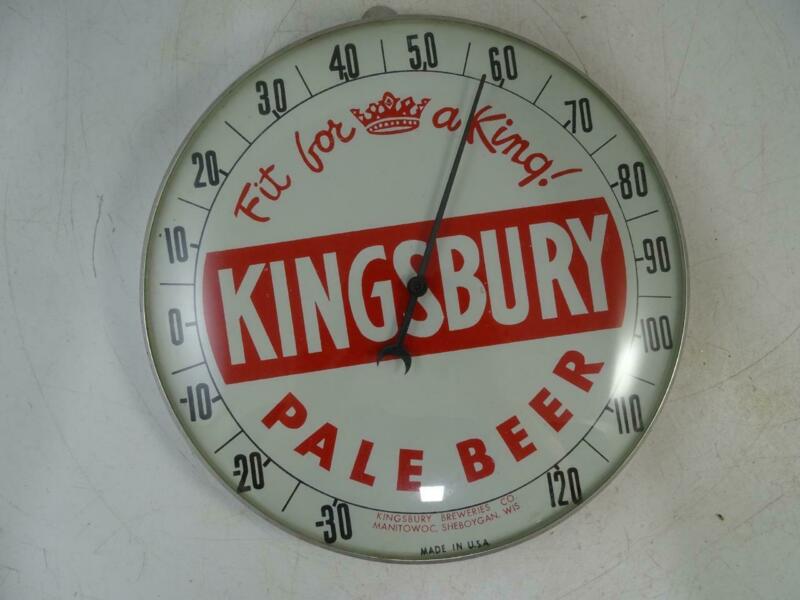 -30
-20
-10
0
10
20
30
40
50
60
70
80
90
100
110
120
Fit for a King!
KINGSBURY
PALE BEER
KINGSBURY BREWERIES CO.
MANITOWOC, SHEBOYGAN, WIS
MADE IN U.S.A.